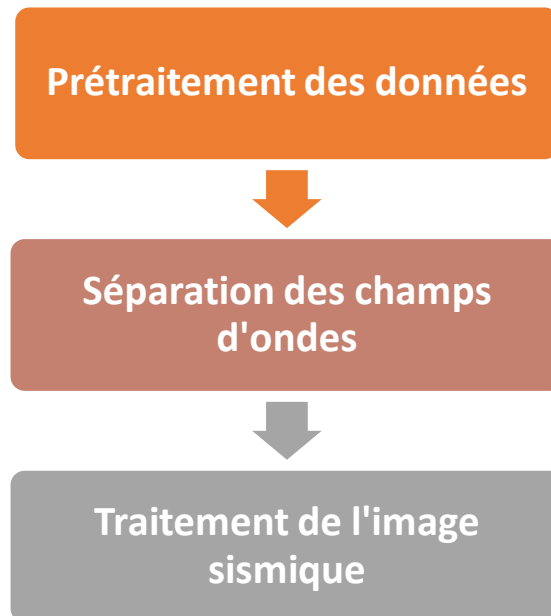 Prétraitement des données
Séparation des champs
d'ondes
Traitement de l'image
sismique